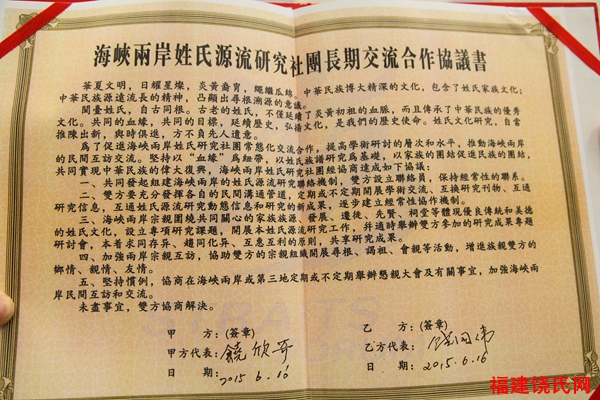 海峽兩岸姓氏源流研究社團長期交流合作協議書
華夏文明，日耀星燦，炎黃裔胄，繩繼瓜綿。中華民族博大精深的文化，包含了姓氏家族文化；
中華民族源遠流長的精神，凸顯出尋根溯源的意識。
同姓，自古同根。古老的姓氏，不僅延續了炎黃初祖的血脈，而且傳承了中華民族的優秀
文化。共同的血緣，共同的目標，延續歷史，弘揚文化，是我們的歷史使命。姓氏文化研究，自當
推陳出新，與時俱進，方不負先人遺意。
爲了促進海峽兩岸姓氏研究社團常態化交流合作，提高學術研討的層次和水平，推動海峽兩岸
的民間互訪交流。堅持以“血緣”爲紐帶，以姓氏族譜研究爲基礎，以家族的團結促進民族的團結，
共同實現中華民族的偉大復興，海峽兩岸姓氏研究社團經協商達成如下協議：
一、共同發起組建海峽兩岸的姓氏源流研究聯絡機制，雙方設立聯絡員，保持經常性的聯系。
二、雙方要充分發揮各自的民間溝通管道，定期或不定期開展學術交流、互換研究刊物、互通
研究信息，互通姓氏源流研究動態信息和研究的新成果，逐步建立經常性協作機制。
三、海峽兩岸宗親圍繞共同關心的家族族源、發展、遷徙、先賢、祠堂等體現優良傳統和美德
的姓氏文化，設立專項研究課題，開展本姓氏源流研究工作，并適時舉辦雙方參加的研究成果專題
研討會，本着求同存异、趨同化异、互惠互利的原則，共享研究成果。
四、加强兩岸宗親互訪，協助雙方的宗親組織開展尋根、謁祖、會親等活動，增進族親雙方的
鄉情、親情、友情。
五、堅持慣例，協商在海峽兩岸或第三地定期或不定期舉辦懇親大會及有關事宜，加強海峽兩
岸民間互訪和交流。
未盡事宜，雙方協商解決。
甲　方：(簽章)
甲方代表：饒欣奇
日　期：2015 6.16
乙　方：(簽章)
乙方代表：
日　期：2015.6.16
福建饶氏网